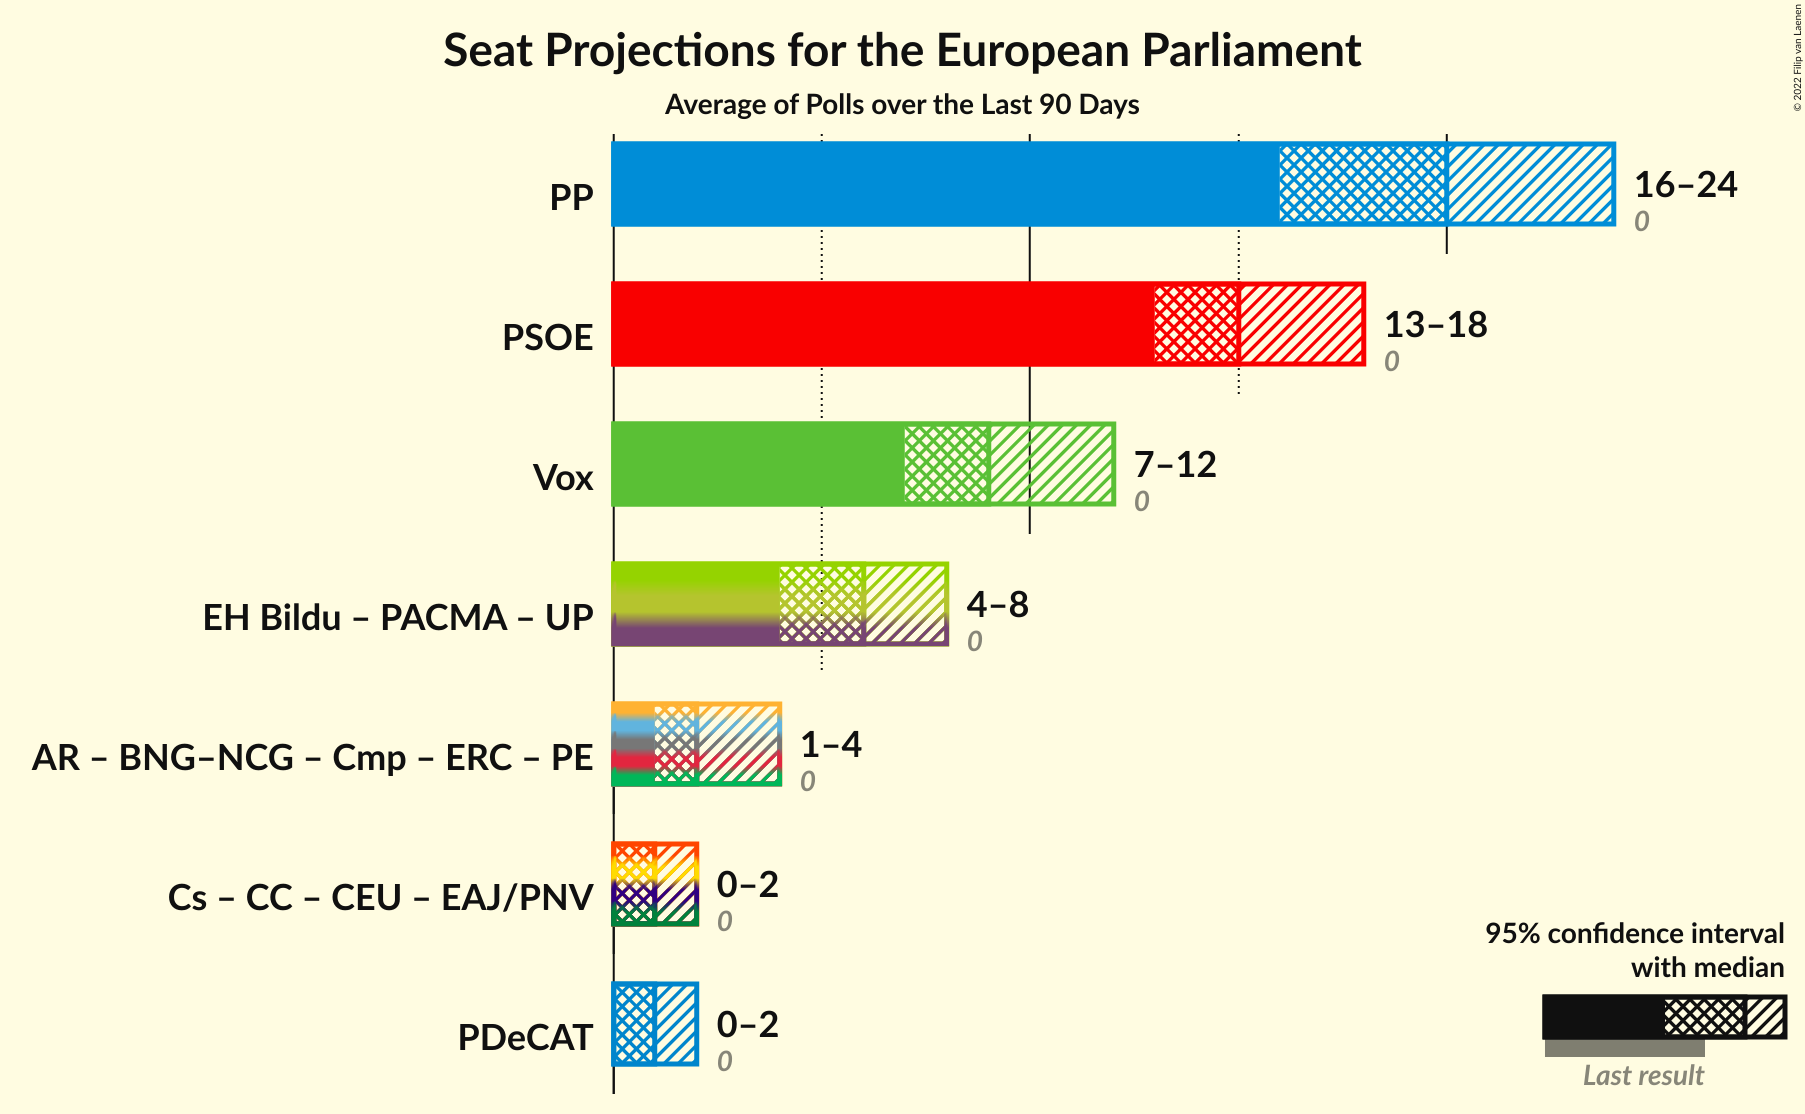 Seat Projections for the European Parliament
Average of Polls over the Last 90 Days
© 2022 Filip van Laenen
PP
16–24
0
PSOE
13–18
0
Vox
7–12
0
EH Bildu – PACMA – UP
4–8
0
AR – BNG–NCG – Cmp – ERC – PE
1–4
0
Cs – CC – CEU – EAJ/PNV
0–2
0
PDeCAT
0–2
0
95% confidence interval
with median
Last result